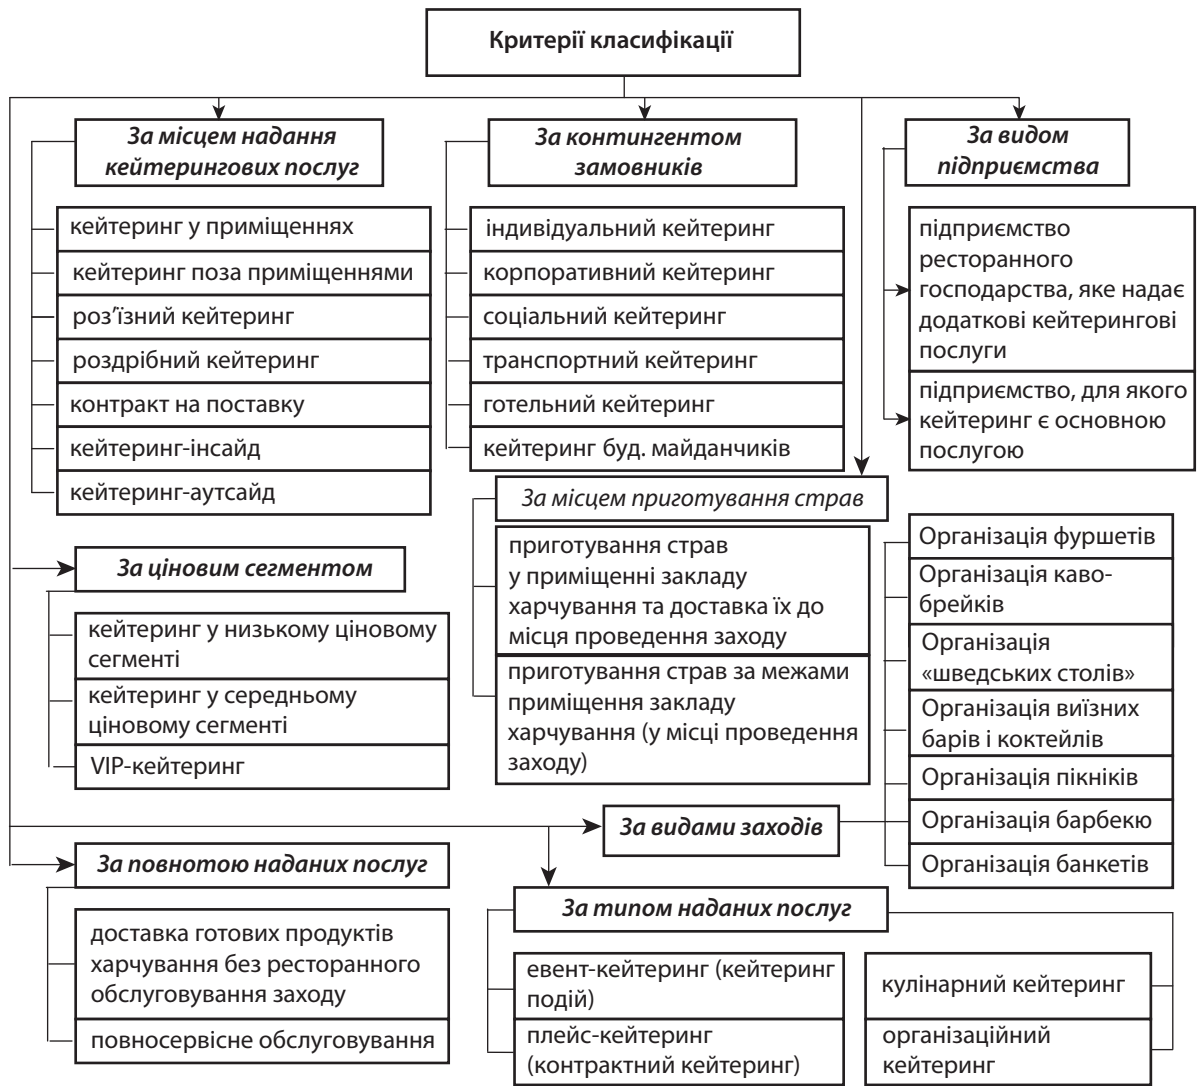 Критерії класифікації
За місцем надання
кейтерингових послуг
кейтеринг у приміщеннях
кейтеринг поза приміщеннями
роз’їзний кейтеринг
роздрібний кейтеринг
контракт на поставку
кейтеринг-інсайд
кейтеринг-аутсайд
За контингентом
замовників
індивідуальний кейтеринг
корпоративний кейтеринг
соціальний кейтеринг
транспортний кейтеринг
готельний кейтеринг
кейтеринг буд. майданчиків
За видом
підприємства
підприємство
ресторанного
господарства, яке надає
додаткові кейтерингові
послуги
підприємство, для якого
кейтеринг є основною
послугою
За місцем приготування страв
приготування страв
у приміщенні закладу
харчування та доставка їх до
місця проведення заходу
приготування страв за межами
приміщення закладу
харчування (у місці проведення
заходу)
За ціновим сегментом
кейтеринг у низькому ціновому
сегменті
кейтеринг у середньому
ціновому сегменті
VIP-кейтеринг
За видами заходів
Організація фуршетів
Організація каво-
брейків
Організація
«шведських столів»
Організація виїзних
барів і коктейлів
Організація пікніків
Організація барбекю
Організація банкетів
За повнотою наданих послуг
доставка готових продуктів
харчування без ресторанного
обслуговування заходу
повносервісне обслуговування
За типом наданих послуг
евент-кейтеринг (кейтеринг
подій)
плейс-кейтеринг
(контрактний кейтеринг)
кулінарний кейтеринг
організаційний
кейтеринг